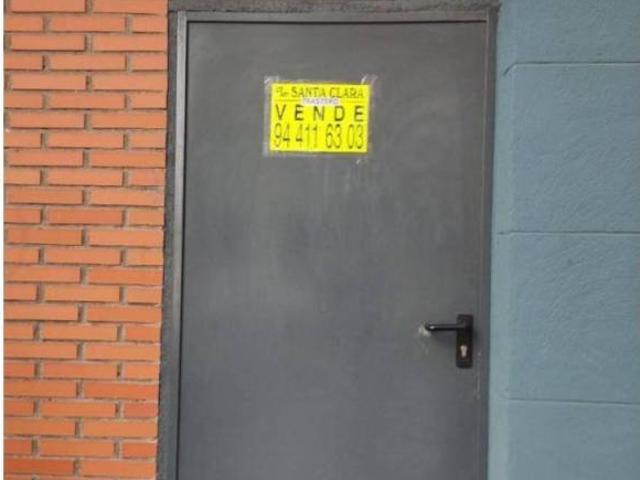 SANTA CLARA
TRASTERO
VENDE
94 411 63 03